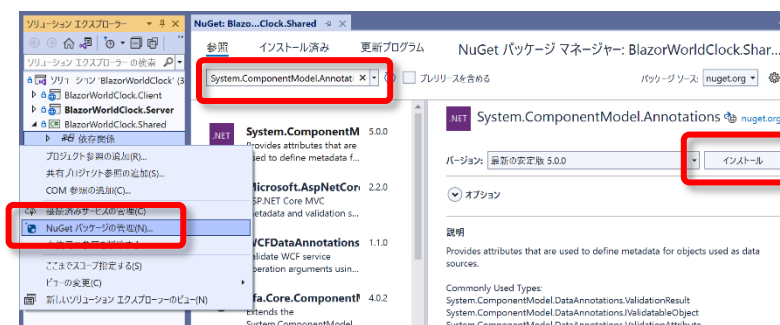 ソリューション エクスプローラー
ソリューション エクスプローラー の検索
'BlazorWorldClock' (3
BlazorWorldClock.Client
BlazorWorldClock.Server
BlazorWorldClock.Shared
依存関係
プロジェクト参照の追加(R)...
共有プロジェクト参照の追加(S)...
COM 参照の追加(C)...
接続済みサービスの管理(C)
NuGet パッケージの管理(N)...
ここまでスコープ指定する(S)
ビューの変更(C)
新しいソリューション エクスプローラーのビュー(N)
NuGet: Blazo...Clock.Shared
参照 インストール済み 更新プログラム
NuGet パッケージ マネージャー: BlazorWorldClock.Shar...
System.ComponentModel.Annotat
プレリリースを含める
パッケージ ソース: nuget.org
.NET
System.ComponentM 5.0.0
Provides attributes that are
used to define metadata f...
Microsoft.AspNetCor 2.2.0
ASP.NET Core MVC
metadata and validation s...
WCFDataAnnotations 1.1.0
Validate WCF service
operation arguments usin...
fa.Core.Component 4.0.2
Extends the
System.ComponentModel
.NET
System.ComponentModel.Annotations nuget.org
バージョン: 最新の安定版 5.0.0 インストール
オプション
説明
Provides attributes that are used to define metadata for objects used as data
sources.
Commonly Used Types:
System.ComponentModel.DataAnnotations.ValidationResult
System.ComponentModel.DataAnnotations.IValidatableObject
System.ComponentModel.DataAnnotations.ValidationAttribute